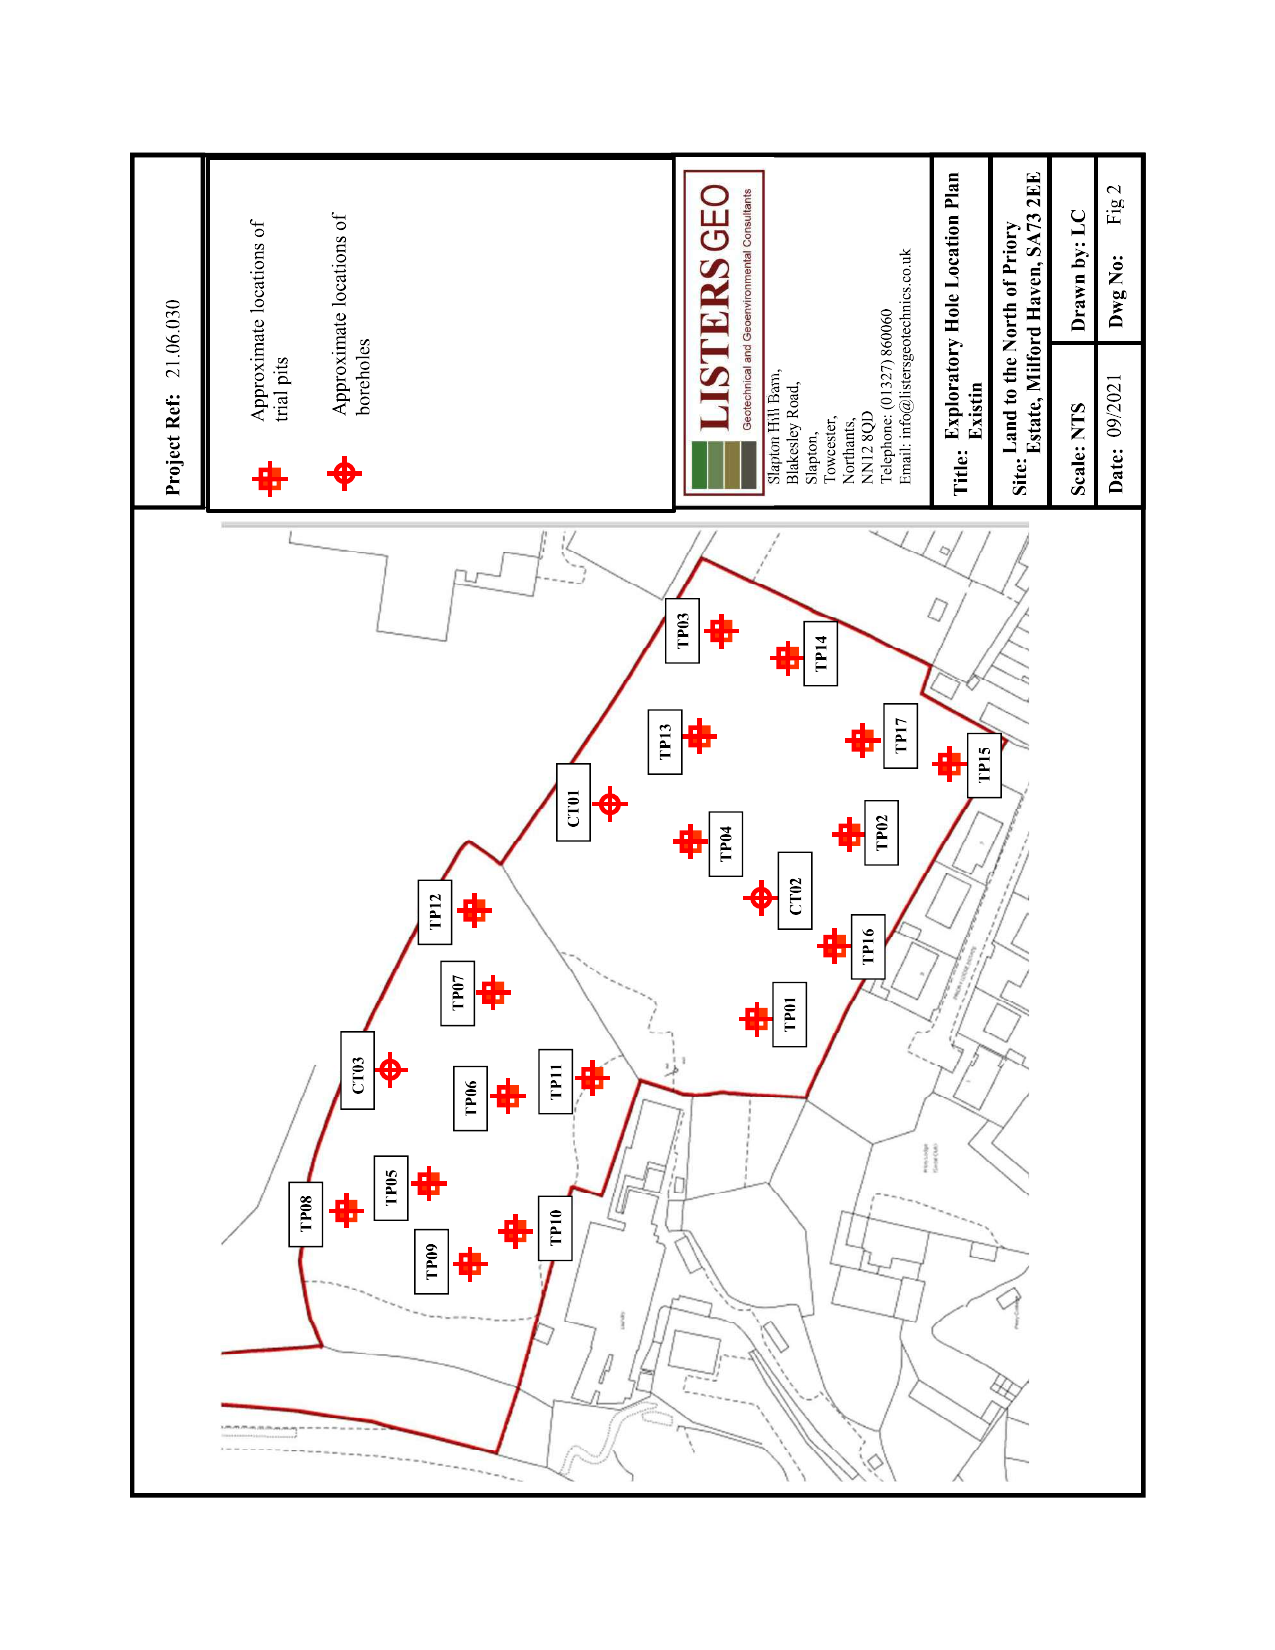 Project Ref: 21.06.030
Approximate locations of
trial pits
Approximate locations of
boreholes
LISTERS GEO
Geotechnical and Geoenvironmental Consultants
Slapton Hill Barn,
Blakesley Road,
Slapton,
Towcester,
Northants,
NN12 8QD
Telephone: (01327) 860060
Email: info@listersgeotechnics.co.uk
Title: Exploratory Hole Location Plan
Existin
Site: Land to the North of Priory
Estate, Milford Haven, SA73 2EE
Scale: NTS
Drawn by: LC
Date: 09/2021
Dwg No: Fig 2
TP08
CT03
TP05
TP09
TP12
TP07
TP06
TP11
TP10
CT01
TP13
TP03
TP04
TP14
CT02
TP01
TP16
TP02
TP17
TP15